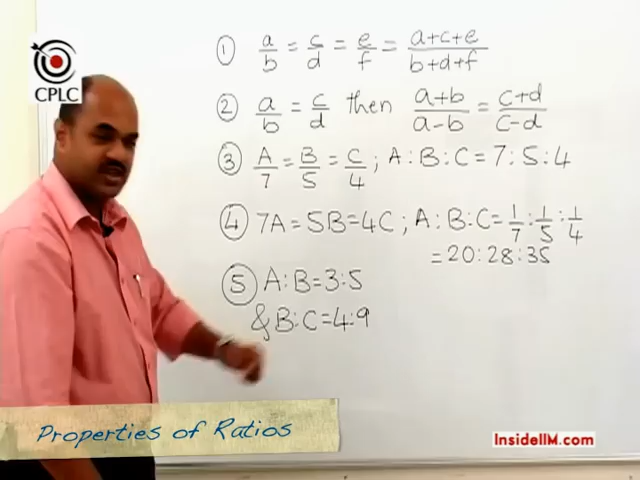 CPLC
① a/b = c/d = e/f = a+c+e/b+d+f
② a/b = c/d then a+b/a-b = c+d/c-d
③ A/7 = B/5 = C/4 ; A : B : C = 7 : 5 : 4
④ 7A = 5B = 4C ; A : B : C = 1/7 : 1/5 : 1/4
= 20 : 28 : 35
⑤ A : B = 3 : 5
& B : C = 4 : 9
Properties of Ratios
InsideIIM.com